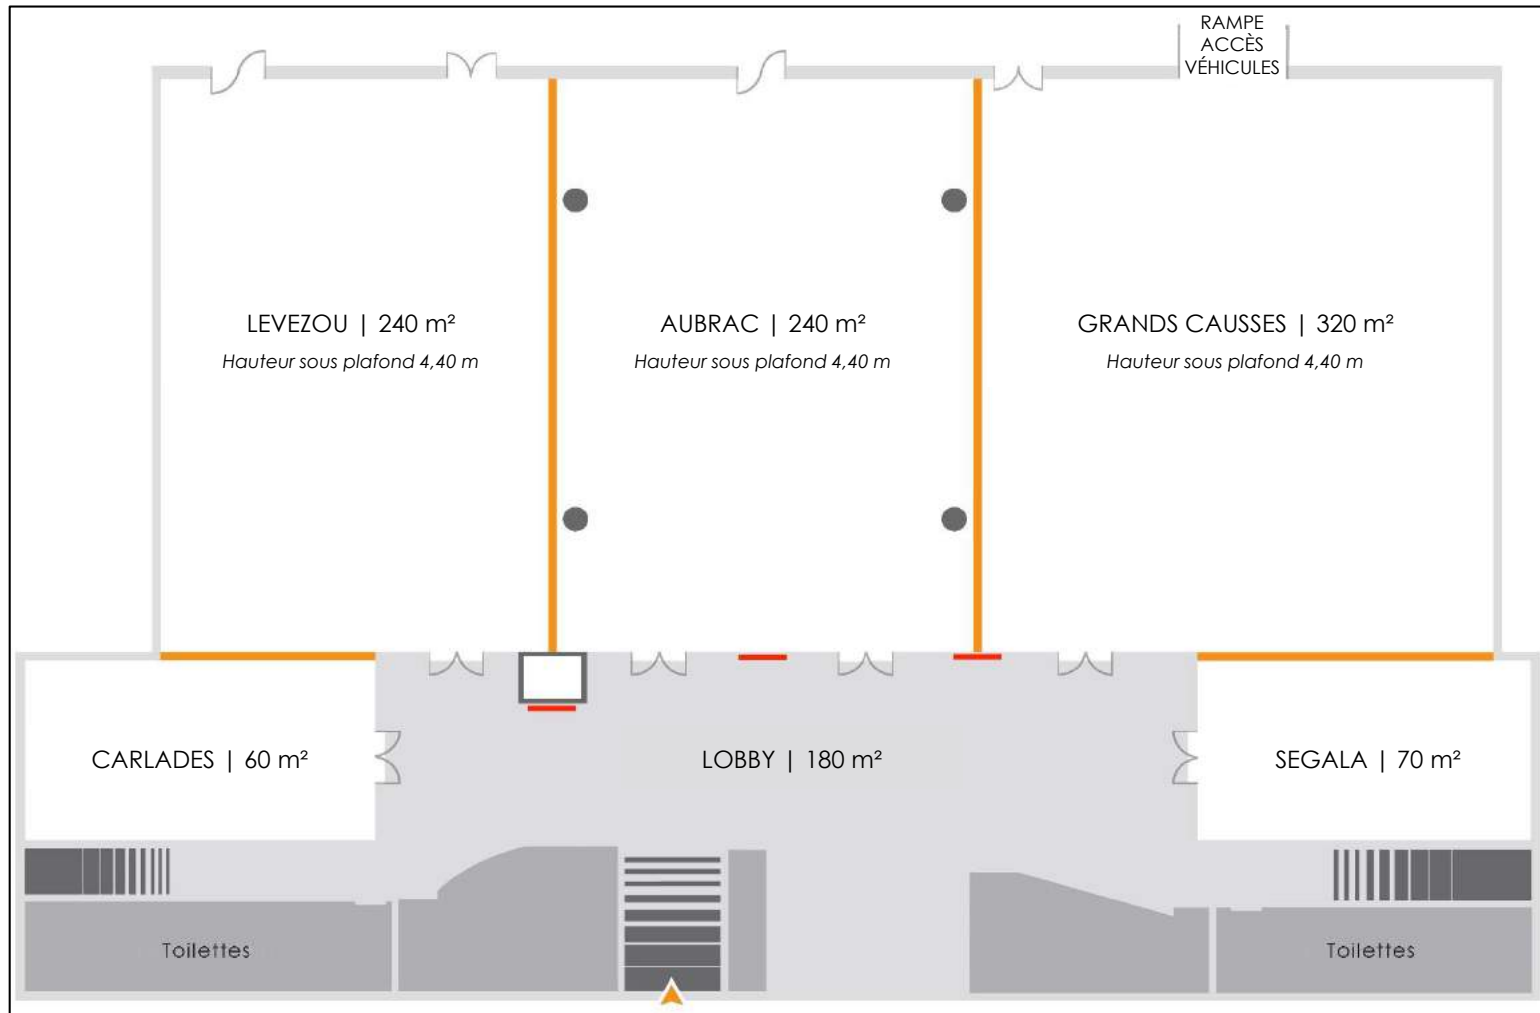 RAMPE
ACCÈS
VÉHICULES
LEVEZOU | 240 m²
Hauteur sous plafond 4,40 m
AUBRAC | 240 m²
Hauteur sous plafond 4,40 m
GRANDS CAUSSES | 320 m²
Hauteur sous plafond 4,40 m
CARLADES | 60 m²
LOBBY | 180 m²
SEGALA | 70 m²
Toilettes
Toilettes